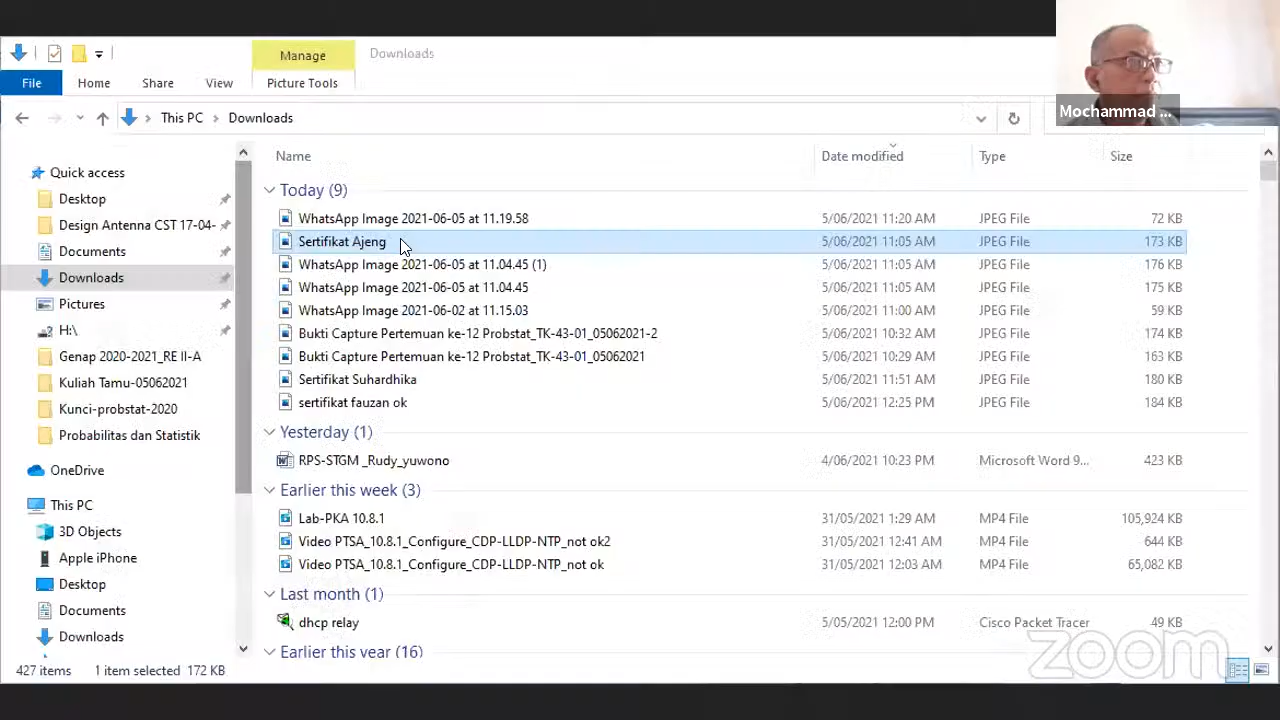 Manage
Downloads
File
Home
Share
View
Picture Tools
This PC
Downloads
Mochammad ...
Name
Date modified
Type
Size
Quick access
Desktop
Design Antenna CST 17-04-
Documents
Downloads
Pictures
H:\
Genap 2020-2021_RE II-A
Kuliah Tamu-05062021
Kunci-probstat-2020
Probabilitas dan Statistik
OneDrive
This PC
3D Objects
Apple iPhone
Desktop
Documents
Downloads
Today (9)
WhatsApp Image 2021-06-05 at 11.19.58 5/06/2021 11:20 AM JPEG File 72 KB
Sertifikat Ajeng 5/06/2021 11:05 AM JPEG File 173 KB
WhatsApp Image 2021-06-05 at 11.04.45 (1) 5/06/2021 11:05 AM JPEG File 176 KB
WhatsApp Image 2021-06-05 at 11.04.45 5/06/2021 11:05 AM JPEG File 175 KB
WhatsApp Image 2021-06-02 at 11.15.03 5/06/2021 11:00 AM JPEG File 59 KB
Bukti Capture Pertemuan ke-12 Probstat_TK-43-01_05062021-2 5/06/2021 10:32 AM JPEG File 174 KB
Bukti Capture Pertemuan ke-12 Probstat_TK-43-01_05062021 5/06/2021 10:29 AM JPEG File 163 KB
Sertifikat Suhardhika 5/06/2021 11:51 AM JPEG File 180 KB
sertifikat fauzan ok 5/06/2021 12:25 PM JPEG File 184 KB
Yesterday (1)
RPS-STGM _Rudy_yuwono 4/06/2021 10:23 PM Microsoft Word 9... 423 KB
Earlier this week (3)
Lab-PKA 10.8.1 31/05/2021 1:29 AM MP4 File 105,924 KB
Video PTSA_10.8.1_Configure_CDP-LLDP-NTP_not ok2 31/05/2021 12:41 AM MP4 File 644 KB
Video PTSA_10.8.1_Configure_CDP-LLDP-NTP_not ok 31/05/2021 12:03 AM MP4 File 65,082 KB
Last month (1)
dhcp relay 5/05/2021 12:00 PM Cisco Packet Tracer 49 KB
Earlier this year (16)
427 items 1 item selected 172 KB
zoom